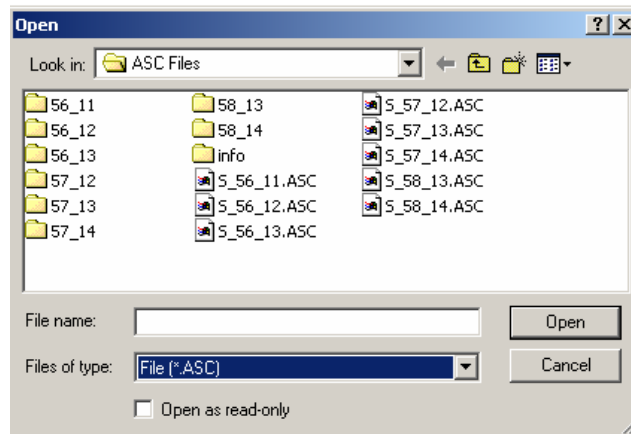 Open
Look in: ASC Files
56_11 58_13 S_57_12.ASC
56_12 58_14 S_57_13.ASC
56_13 info S_57_14.ASC
57_12 S_56_11.ASC S_58_13.ASC
57_13 S_56_12.ASC S_58_14.ASC
57_14 S_56_13.ASC
File name: Open
Files of type: File (*.ASC) Cancel
Open as read-only